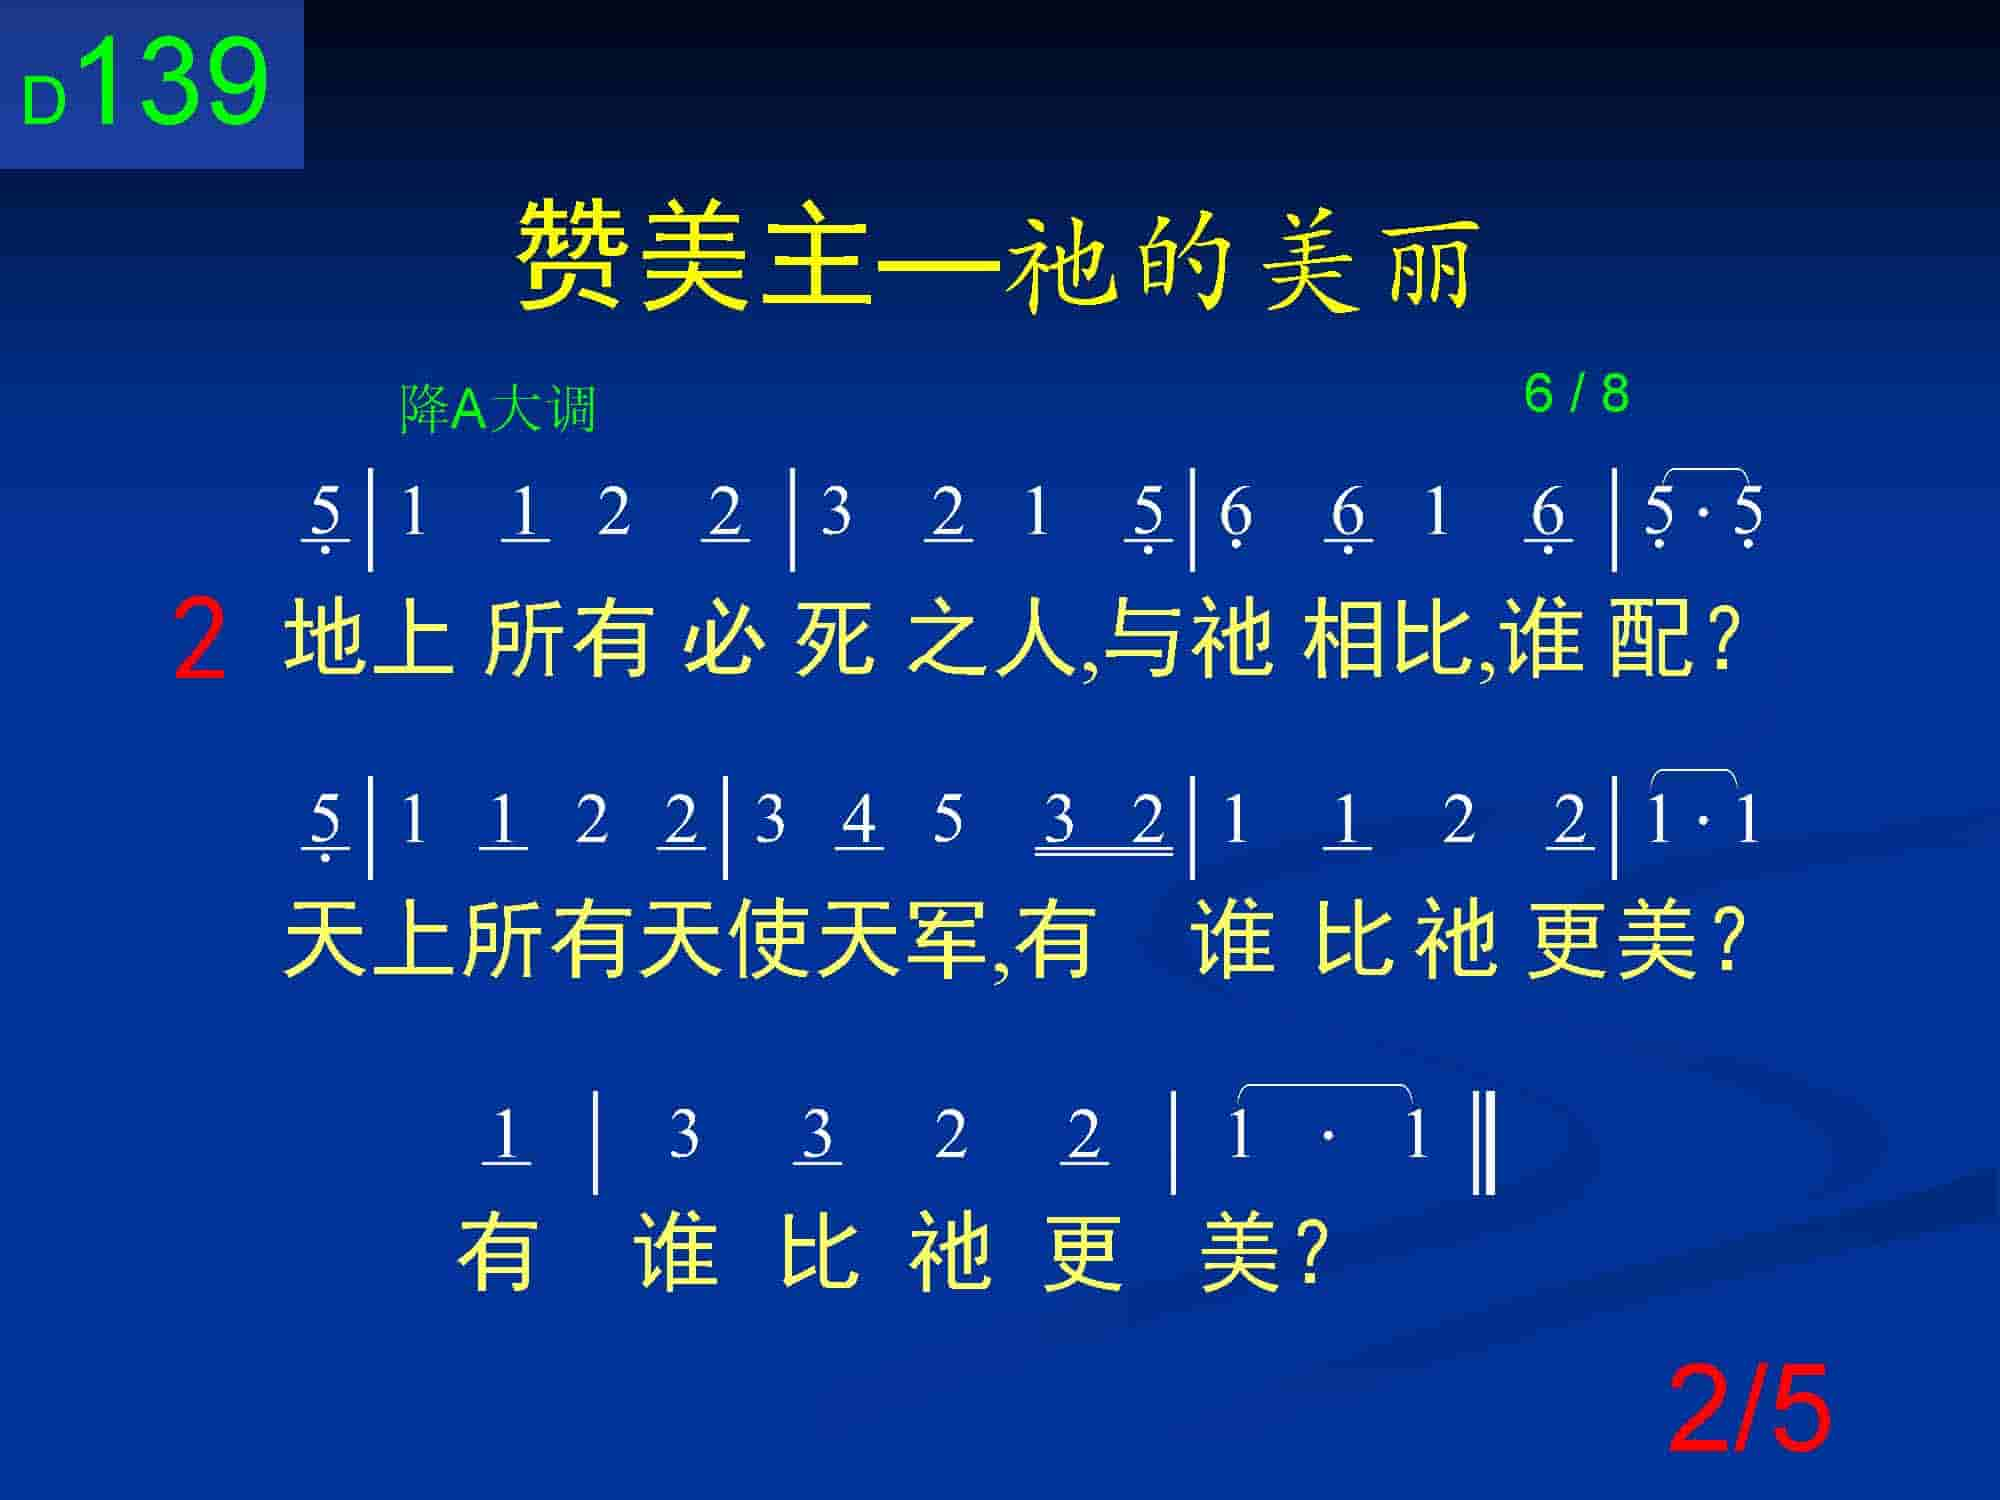 D139
赞美主—祂的美丽
降A大调 6 / 8
5̣ | 1 1 2 2 | 3 2 1 5̣ | 6̣ 6̣ 1 6̣ | 5̣ · 5̣
2 地上 所有 必 死 之人,与祂 相比,谁 配?
5̣ | 1 1 2 2 | 3 4 5 3 2 | 1 1 2 2 | 1 · 1
天上所有天使天军,有 谁 比 祂 更美?
1 | 3 3 2 2 | 1 · 1 ‖
有 谁 比 祂 更 美?
2/5